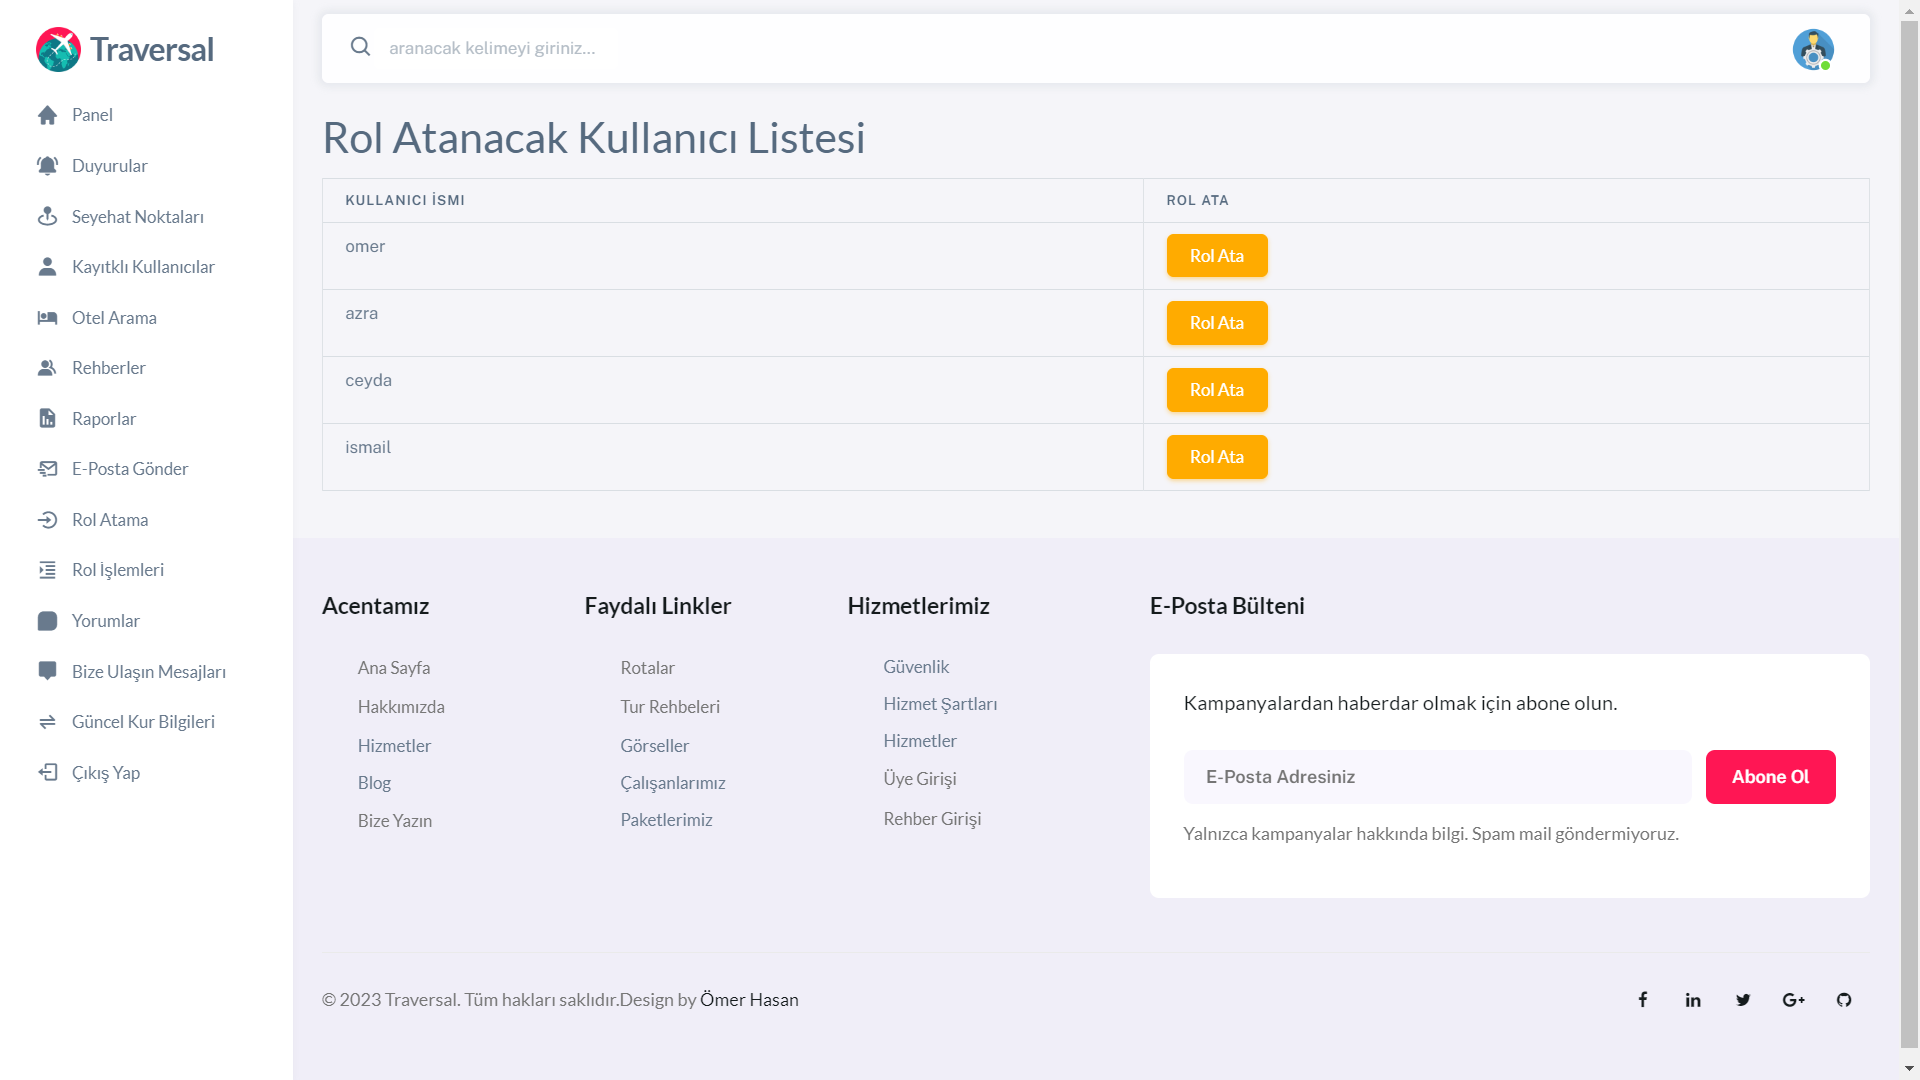 Traversal
Panel
Duyurular
Seyehat Noktaları
Kayıtklı Kullanıcılar
Otel Arama
Rehberler
Raporlar
E-Posta Gönder
Rol Atama
Rol İşlemleri
Yorumlar
Bize Ulaşın Mesajları
Güncel Kur Bilgileri
Çıkış Yap
aranacak kelimeyi giriniz...
Rol Atanacak Kullanıcı Listesi
KULLANICI İSMI ROL ATA
omer Rol Ata
azra Rol Ata
ceyda Rol Ata
ismail Rol Ata
Acentamız
Ana Sayfa
Hakkımızda
Hizmetler
Blog
Bize Yazın
Faydalı Linkler
Rotalar
Tur Rehbeleri
Görseller
Çalışanlarımız
Paketlerimiz
Hizmetlerimiz
Güvenlik
Hizmet Şartları
Hizmetler
Üye Girişi
Rehber Girişi
E-Posta Bülteni
Kampanyalardan haberdar olmak için abone olun.
E-Posta Adresiniz Abone Ol
Yalnızca kampanyalar hakkında bilgi. Spam mail göndermiyoruz.
© 2023 Traversal. Tüm hakları saklıdır.Design by Ömer Hasan